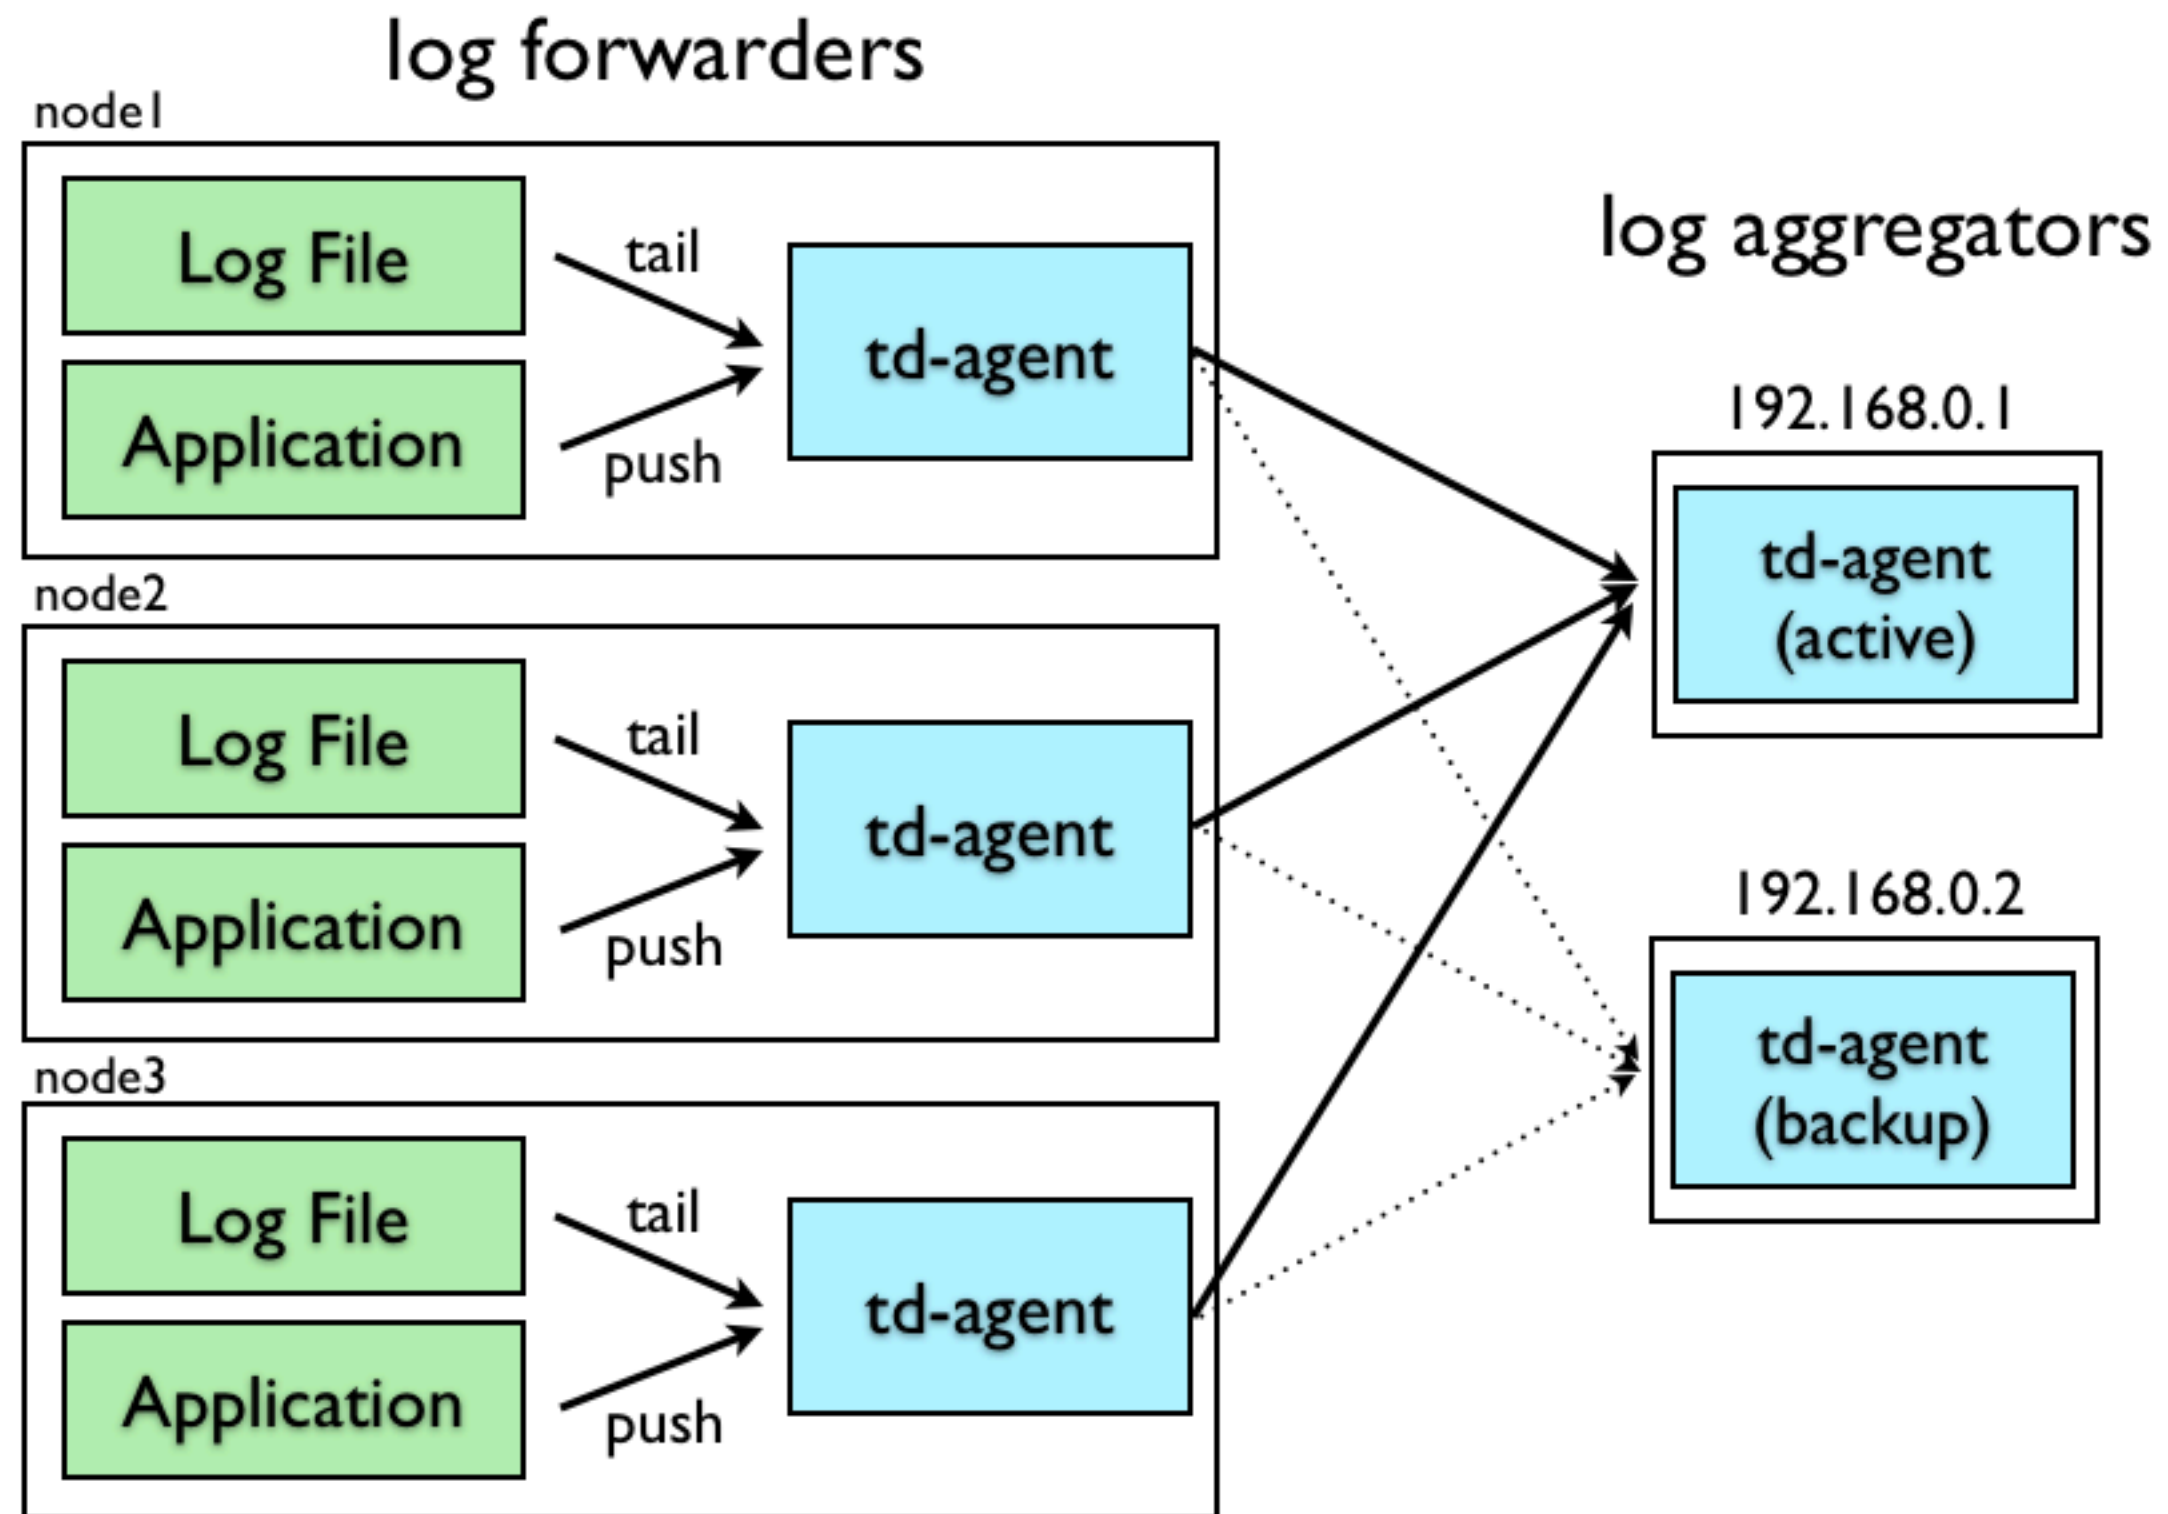 log forwarders
node1
Log File
tail
td-agent
Application
push
node2
Log File
tail
td-agent
Application
push
node3
Log File
tail
td-agent
Application
push
log aggregators
192.168.0.1
td-agent
(active)
192.168.0.2
td-agent
(backup)